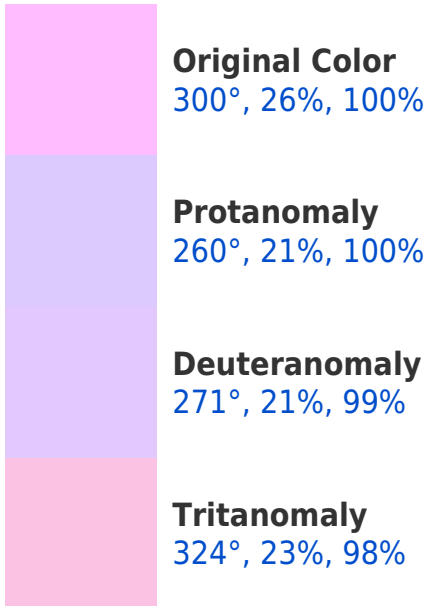 Original Color
300°, 26%, 100%
Protanomaly
260°, 21%, 100%
Deuteranomaly
271°, 21%, 99%
Tritanomaly
324°, 23%, 98%